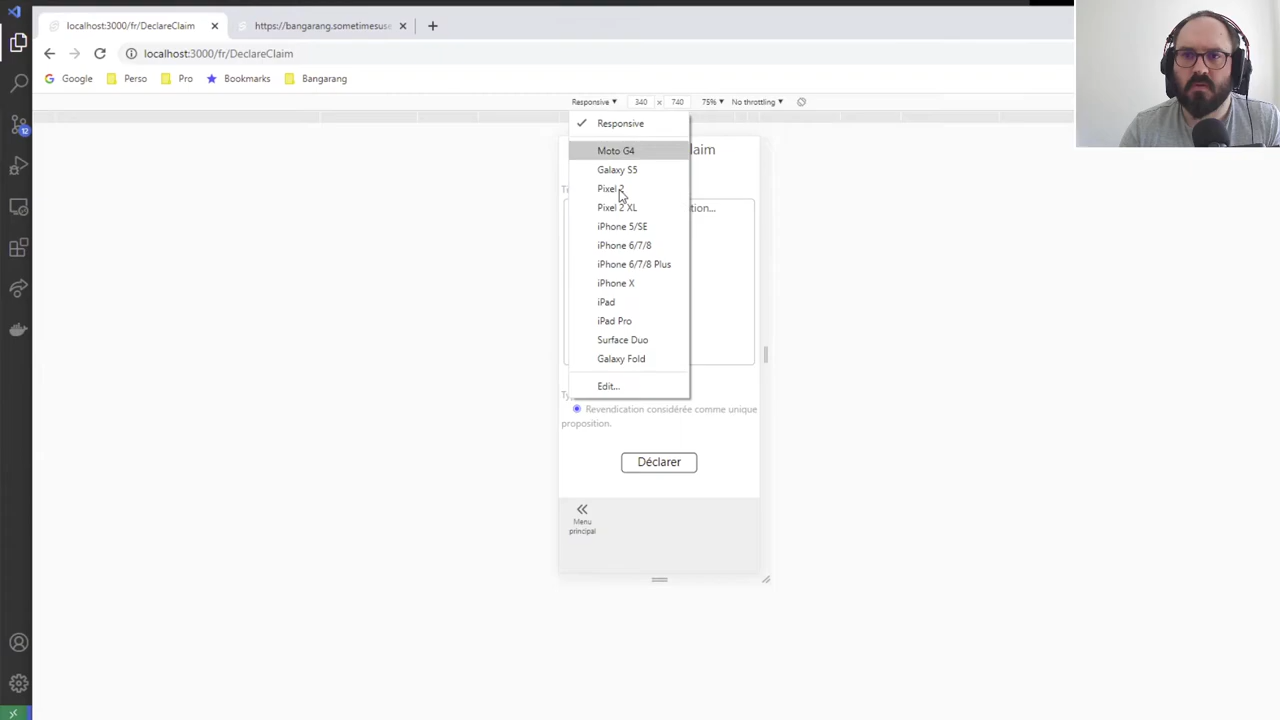 localhost:3000/fr/DeclareClaim
https://bangarang.sometimesuse
localhost:3000/fr/DeclareClaim
Google Perso Pro Bookmarks Bangarang
Responsive 340 × 740 75% No throttling
Responsive
Moto G4
Galaxy S5
Pixel 2
Pixel 2 XL
iPhone 5/SE
iPhone 6/7/8
iPhone 6/7/8 Plus
iPhone X
iPad
iPad Pro
Surface Duo
Galaxy Fold
Edit...
Revendication considérée comme unique
proposition.
Déclarer
Menu
principal
12